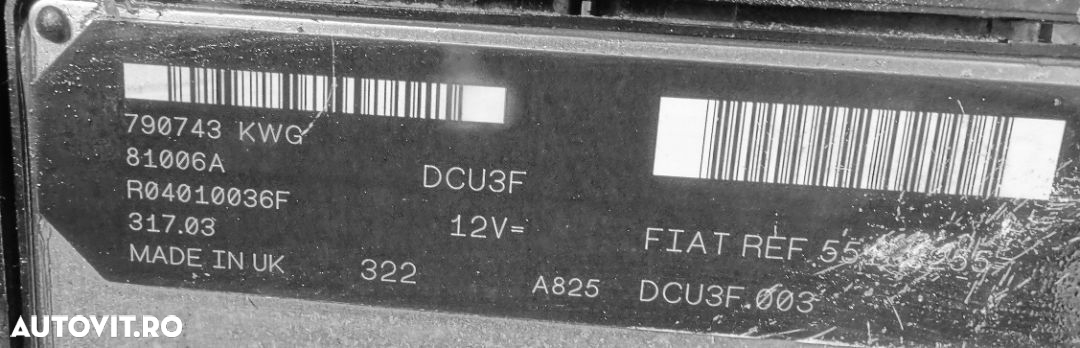 790743 KWG
81006A
R04010036F
317.03
MADE IN UK
322
DCU3F
12V=
A825
FIAT REF.
DCU3F.003
AUTOVIT.RO